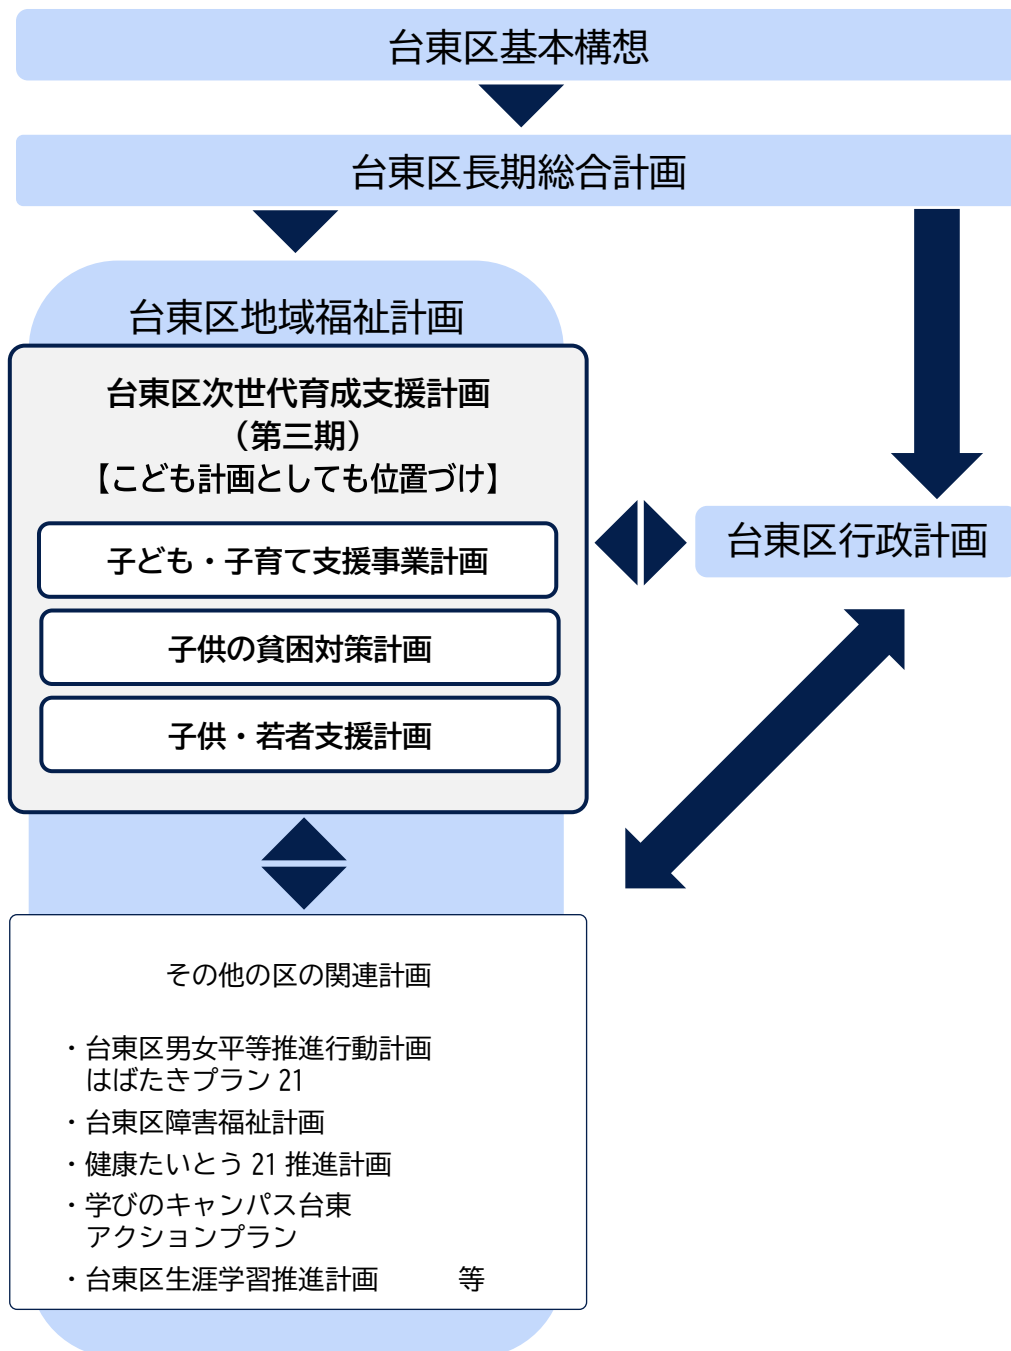 台東区基本構想
台東区長期総合計画
台東区地域福祉計画
台東区次世代育成支援計画
（第三期）
【こども計画としても位置づけ】
子ども・子育て支援事業計画
子供の貧困対策計画
子供・若者支援計画
台東区行政計画
その他の区の関連計画
・台東区男女平等推進行動計画
はばたきプラン 21
・台東区障害福祉計画
・健康たいとう 21 推進計画
・学びのキャンパス台東
アクションプラン
・台東区生涯学習推進計画　　　等